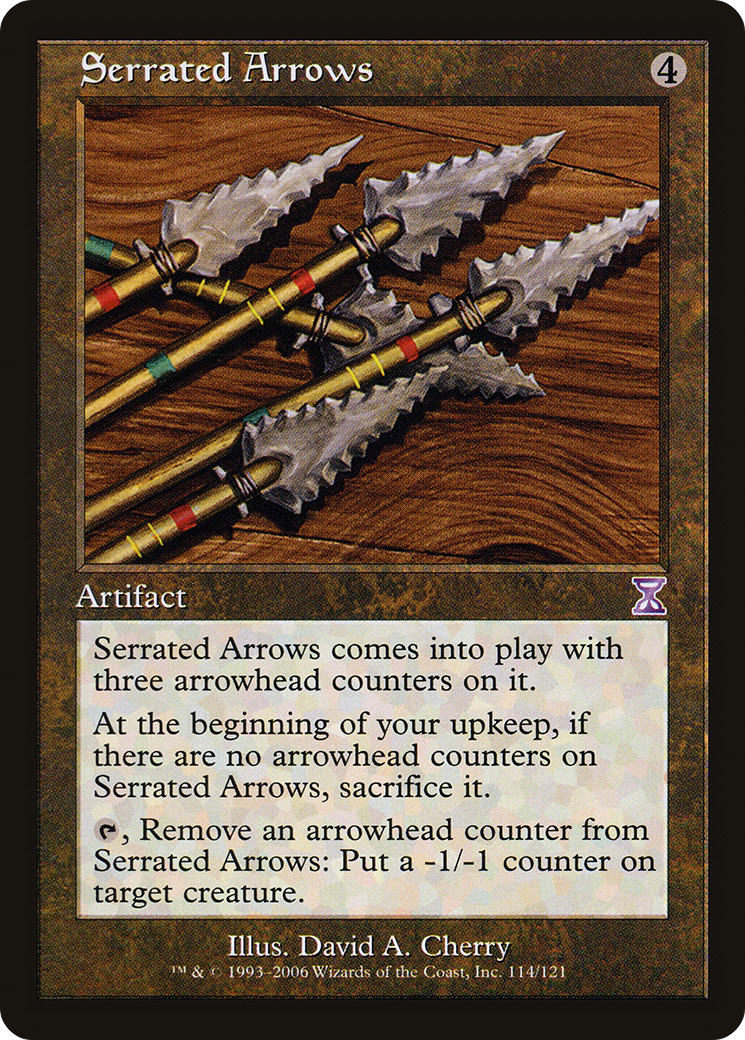 Serrated Arrows 4
Artifact
Serrated Arrows comes into play with
three arrowhead counters on it.
At the beginning of your upkeep, if
there are no arrowhead counters on
Serrated Arrows, sacrifice it.
, Remove an arrowhead counter from
Serrated Arrows: Put a -1/-1 counter on
target creature.
Illus. David A. Cherry
™ & © 1993–2006 Wizards of the Coast, Inc. 114/121